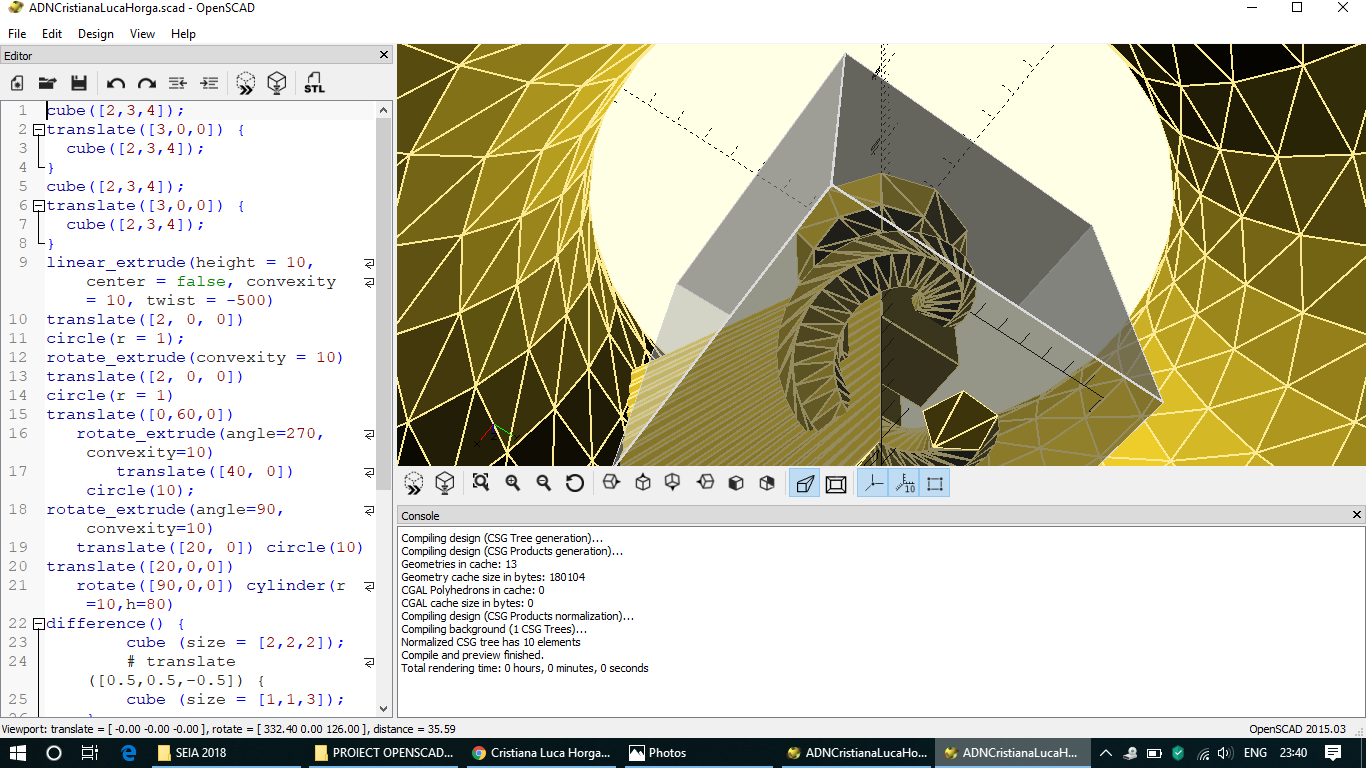 ADNCristianaLucaHorga.scad - OpenSCAD
File Edit Design View Help
Editor
STL
1 cube([2,3,4]);
2 translate([3,0,0]) {
3 cube([2,3,4]);
4 }
5 cube([2,3,4]);
6 translate([3,0,0]) {
7 cube([2,3,4]);
8 }
9 linear_extrude(height = 10,
center = false, convexity
= 10, twist = -500)
10 translate([2, 0, 0])
11 circle(r = 1);
12 rotate_extrude(convexity = 10)
13 translate([2, 0, 0])
14 circle(r = 1)
15 translate([0,60,0])
16 rotate_extrude(angle=270,
convexity=10)
17 translate([40, 0])
circle(10);
18 rotate_extrude(angle=90,
convexity=10)
19 translate([20, 0]) circle(10)
20 translate([20,0,0])
21 rotate([90,0,0]) cylinder(r
=10,h=80)
22 difference() {
23 cube (size = [2,2,2]);
24 # translate
([0.5,0.5,-0.5]) {
25 cube (size = [1,1,3]);
10
Console
Compiling design (CSG Tree generation)...
Compiling design (CSG Products generation)...
Geometries in cache: 13
Geometry cache size in bytes: 180104
CGAL Polyhedrons in cache: 0
CGAL cache size in bytes: 0
Compiling design (CSG Products normalization)...
Compiling background (1 CSG Trees)...
Normalized CSG tree has 10 elements
Compile and preview finished.
Total rendering time: 0 hours, 0 minutes, 0 seconds
Viewport: translate = [ -0.00 -0.00 -0.00 ], rotate = [ 332.40 0.00 126.00 ], distance = 35.59
OpenSCAD 2015.03
SEIA 2018
PROIECT OPENSCAD...
Cristiana Luca Horga...
Photos
ADNCristianaLucaHo...
ADNCristianaLucaH...
ENG
23:40